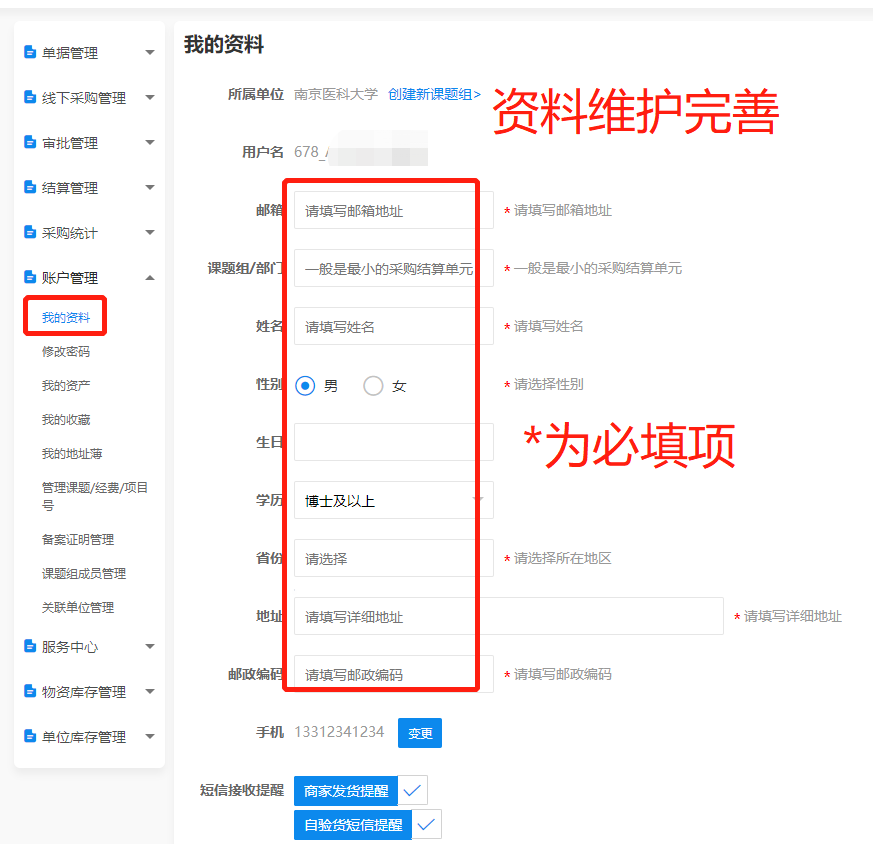 单据管理
线下采购管理
审批管理
结算管理
采购统计
账户管理
我的资料
修改密码
我的资产
我的收藏
我的地址薄
管理课题/经费/项目
号
备案证明管理
课题组成员管理
关联单位管理
服务中心
物资库存管理
单位库存管理
我的资料
所属单位 南京医科大学 创建新课题组>
资料维护完善
用户名 678_
邮箱 请填写邮箱地址 *请填写邮箱地址
课题组/部门 一般是最小的采购结算单元 *一般是最小的采购结算单元
姓名 请填写姓名 *请填写姓名
性别 男 女 *请选择性别
*为必填项
生日
学历 博士及以上
省份 请选择 *请选择所在地区
地址 请填写详细地址 *请填写详细地址
邮政编码 请填写邮政编码 *请填写邮政编码
手机 13312341234 变更
短信接收提醒 商家发货提醒
自验货短信提醒